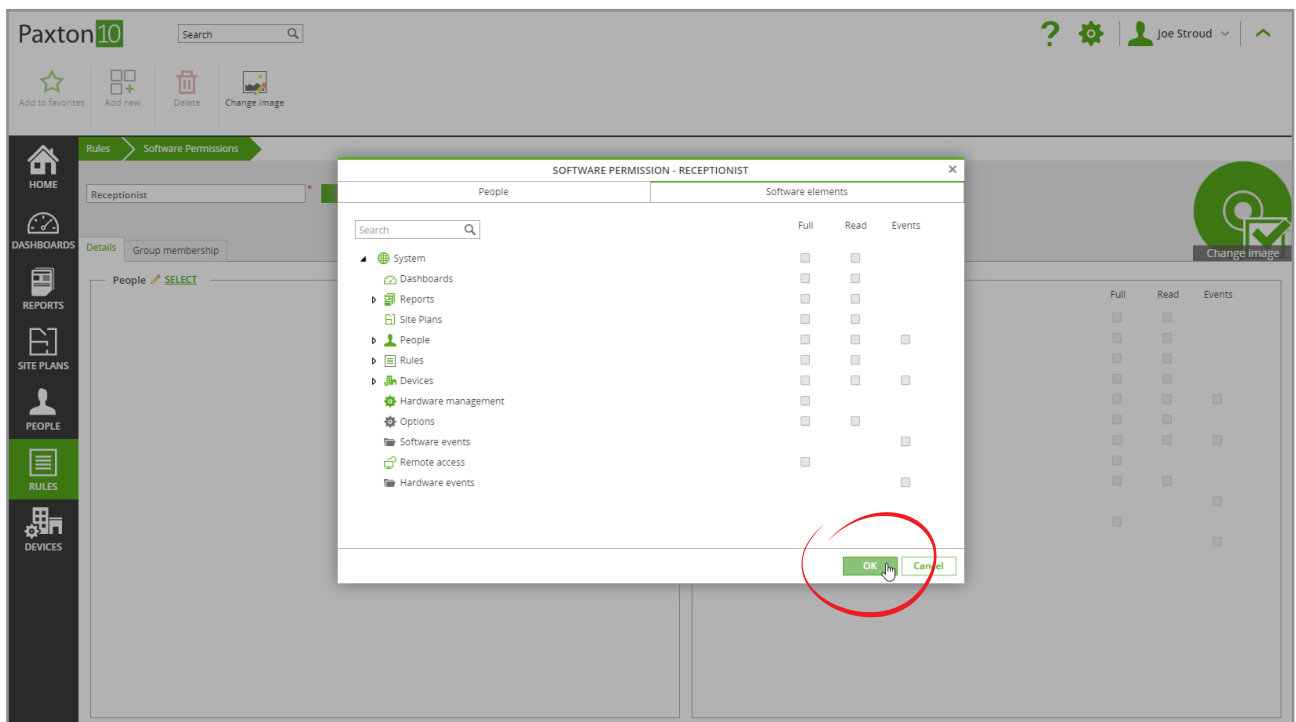 Paxton10
Search
?
Joe Stroud
Add to favorites
Add new
Delete
Change image
Rules
Software Permissions
HOME
DASHBOARDS
REPORTS
SITE PLANS
PEOPLE
RULES
DEVICES
Receptionist *
Change image
Details
Group membership
People SELECT
Full Read Events
SOFTWARE PERMISSION - RECEPTIONIST
People
Software elements
Search
Full Read Events
System
Dashboards
Reports
Site Plans
People
Rules
Devices
Hardware management
Options
Software events
Remote access
Hardware events
OK
Cancel